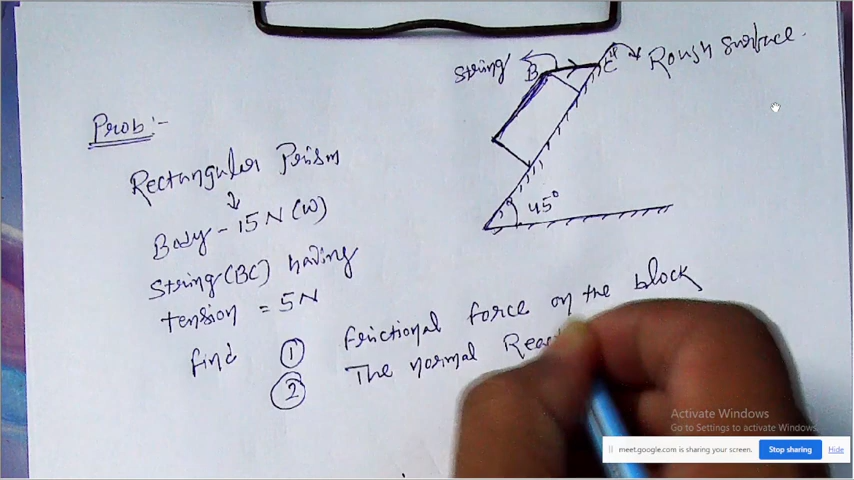 Prob:-
Rectangular Prism
Body - 15 N (W)
String (BC) having
tension = 5N
find ① frictional force on the block
② The normal
String
B
C
Rough surface.
45°
Activate Windows
Go to Settings to activate Windows.
meet.google.com is sharing your screen.
Stop sharing
Hide